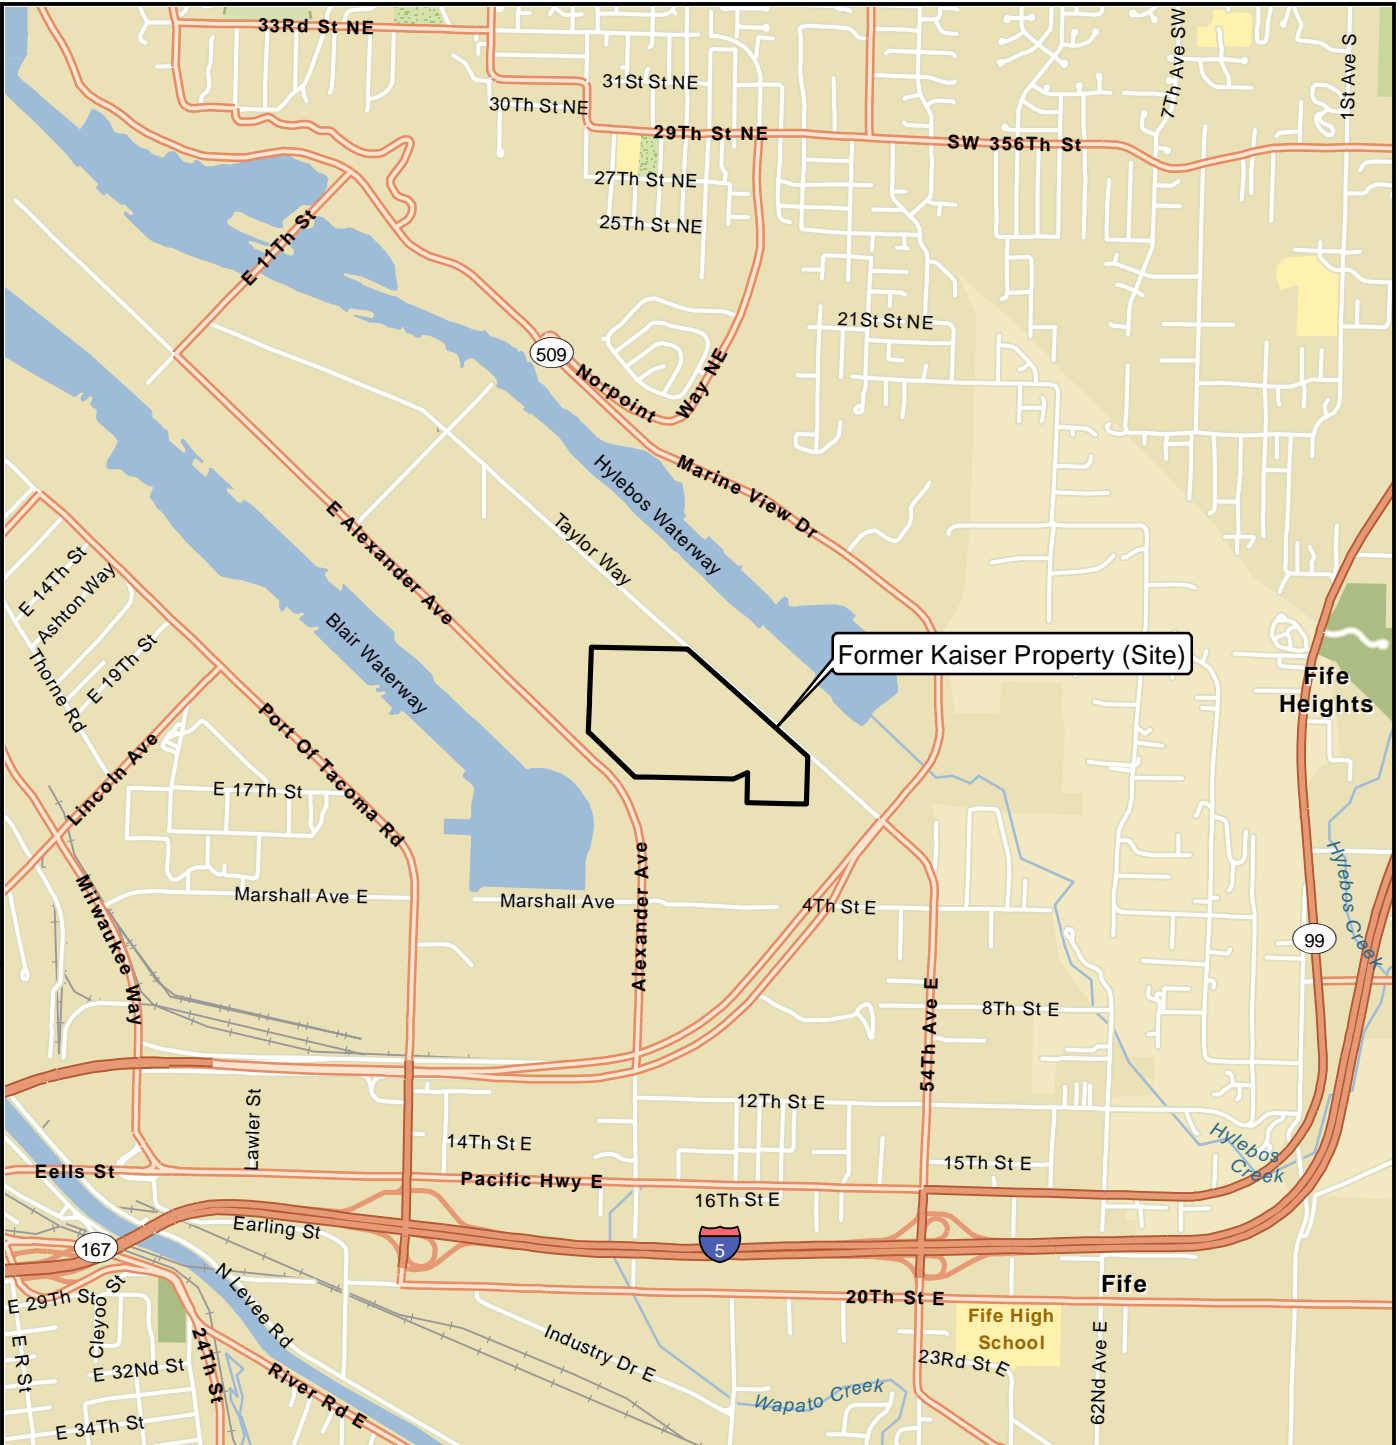 33Rd St NE
31St St NE
30Th St NE
29Th St NE
SW 356Th St
7Th Ave SW
1St Ave S
27Th St NE
25Th St NE
E 11Th St
21St St NE
509
Norpoint
Way NE
Marine View Dr
Hylebos Waterway
Taylor Way
E Alexander Ave
E 14Th St
Ashton Way
E 19Th St
Thorne Rd
Blair Waterway
Former Kaiser Property (Site)
Fife
Heights
Port Of Tacoma Rd
Lincoln Ave
E 17Th St
Milwaukee Way
Marshall Ave E
Marshall Ave
Alexander Ave
4Th St E
Hylebos Creek
99
54Th Ave E
8Th St E
12Th St E
Lawler St
14Th St E
15Th St E
Hylebos
Creek
Eells St
Pacific Hwy E
16Th St E
Earling St
167
5
N Levee Rd
Fife
20Th St E
Fife High
School
E 29Th St
Cleyoo St
E R St
E 32Nd St
24Th St
River Rd E
Industry Dr E
23Rd St E
62Nd Ave E
Wapato Creek
E 34Th St